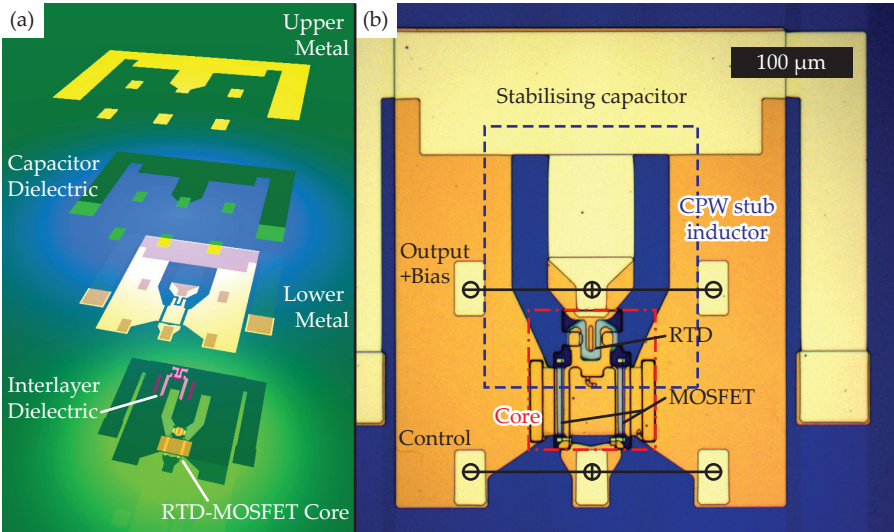 (a)
Upper
Metal
Capacitor
Dielectric
Lower
Metal
Interlayer
Dielectric
RTD-MOSFET Core
(b)
100 μm
Stabilising capacitor
CPW stub
inductor
Output
+Bias
RTD
MOSFET
Core
Control